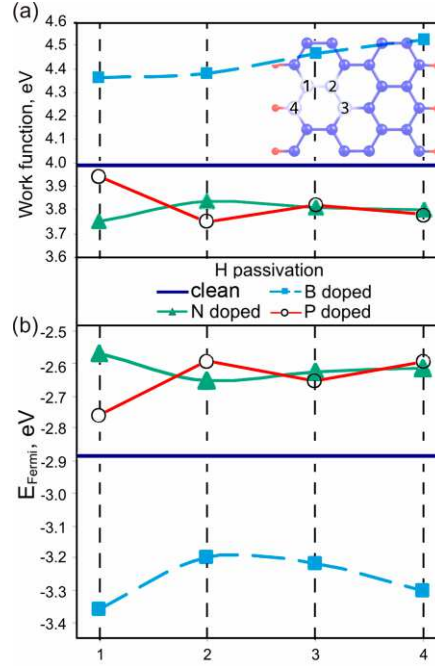 (a)
Work function, eV
4.6
4.5
4.4
4.3
4.2
4.1
4.0
3.9
3.8
3.7
3.6
1 2
4 3
H passivation
clean
B doped
N doped
P doped
(b)
E_Fermi, eV
-2.5
-2.6
-2.7
-2.8
-2.9
-3.0
-3.1
-3.2
-3.3
-3.4
1 2 3 4